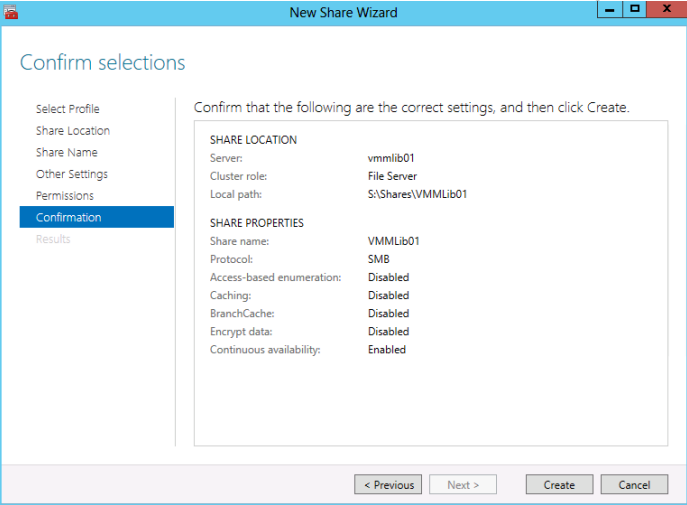 New Share Wizard
Confirm selections
Select Profile
Share Location
Share Name
Other Settings
Permissions
Confirmation
Results
Confirm that the following are the correct settings, and then click Create.
SHARE LOCATION
Server: vmmlib01
Cluster role: File Server
Local path: S:\Shares\VMMLib01
SHARE PROPERTIES
Share name: VMMLib01
Protocol: SMB
Access-based enumeration: Disabled
Caching: Disabled
BranchCache: Disabled
Encrypt data: Disabled
Continuous availability: Enabled
< Previous Next > Create Cancel